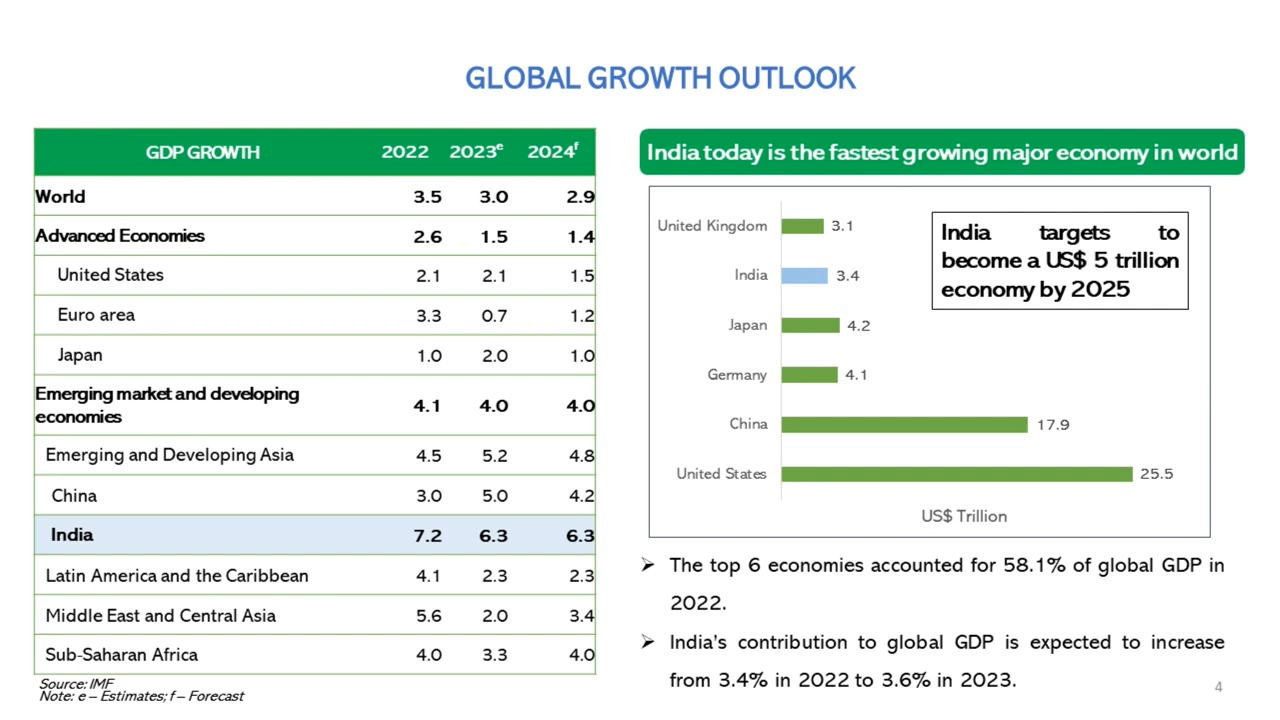 GLOBAL GROWTH OUTLOOK
GDP GROWTH 2022 2023e 2024f
World 3.5 3.0 2.9
Advanced Economies 2.6 1.5 1.4
United States 2.1 2.1 1.5
Euro area 3.3 0.7 1.2
Japan 1.0 2.0 1.0
Emerging market and developing
economies 4.1 4.0 4.0
Emerging and Developing Asia 4.5 5.2 4.8
China 3.0 5.0 4.2
India 7.2 6.3 6.3
Latin America and the Caribbean 4.1 2.3 2.3
Middle East and Central Asia 5.6 2.0 3.4
Sub-Saharan Africa 4.0 3.3 4.0
Source: IMF
Note: e – Estimates; f – Forecast
India today is the fastest growing major economy in world
United Kingdom 3.1
India 3.4
Japan 4.2
Germany 4.1
China 17.9
United States 25.5
US$ Trillion
India targets to
become a US$ 5 trillion
economy by 2025
➢ The top 6 economies accounted for 58.1% of global GDP in
2022.
➢ India's contribution to global GDP is expected to increase
from 3.4% in 2022 to 3.6% in 2023.
4